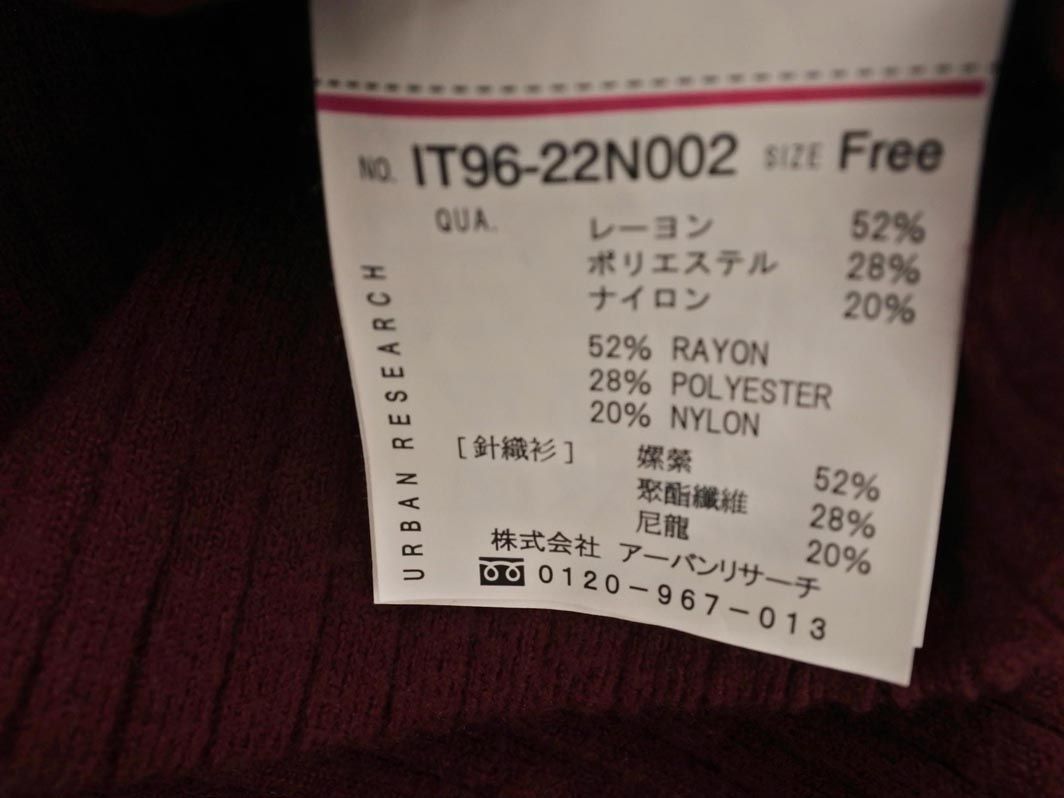 NO. IT96-22N002 SIZE Free
QUA. レーヨン 52%
ポリエステル 28%
ナイロン 20%
52% RAYON
28% POLYESTER
20% NYLON
[針織衫] 嫘縈 52%
聚酯纖維 28%
尼龍 20%
株式会社 アーバンリサーチ
0120-967-013
URBAN RESEARCH